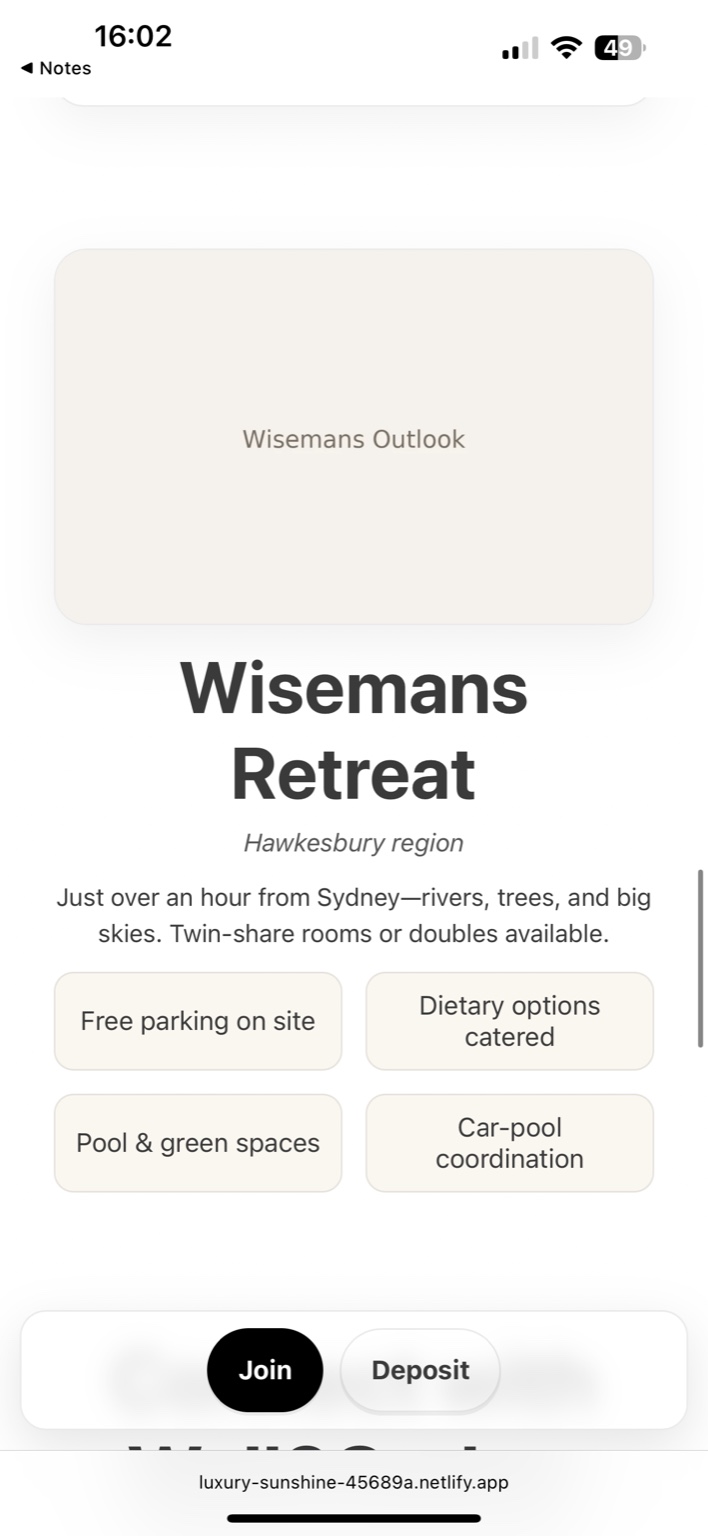 16:02
49
◀ Notes
Wisemans Outlook
Wisemans
Retreat
Hawkesbury region
Just over an hour from Sydney—rivers, trees, and big
skies. Twin-share rooms or doubles available.
Free parking on site
Dietary options
catered
Pool & green spaces
Car-pool
coordination
Join
Deposit
luxury-sunshine-45689a.netlify.app